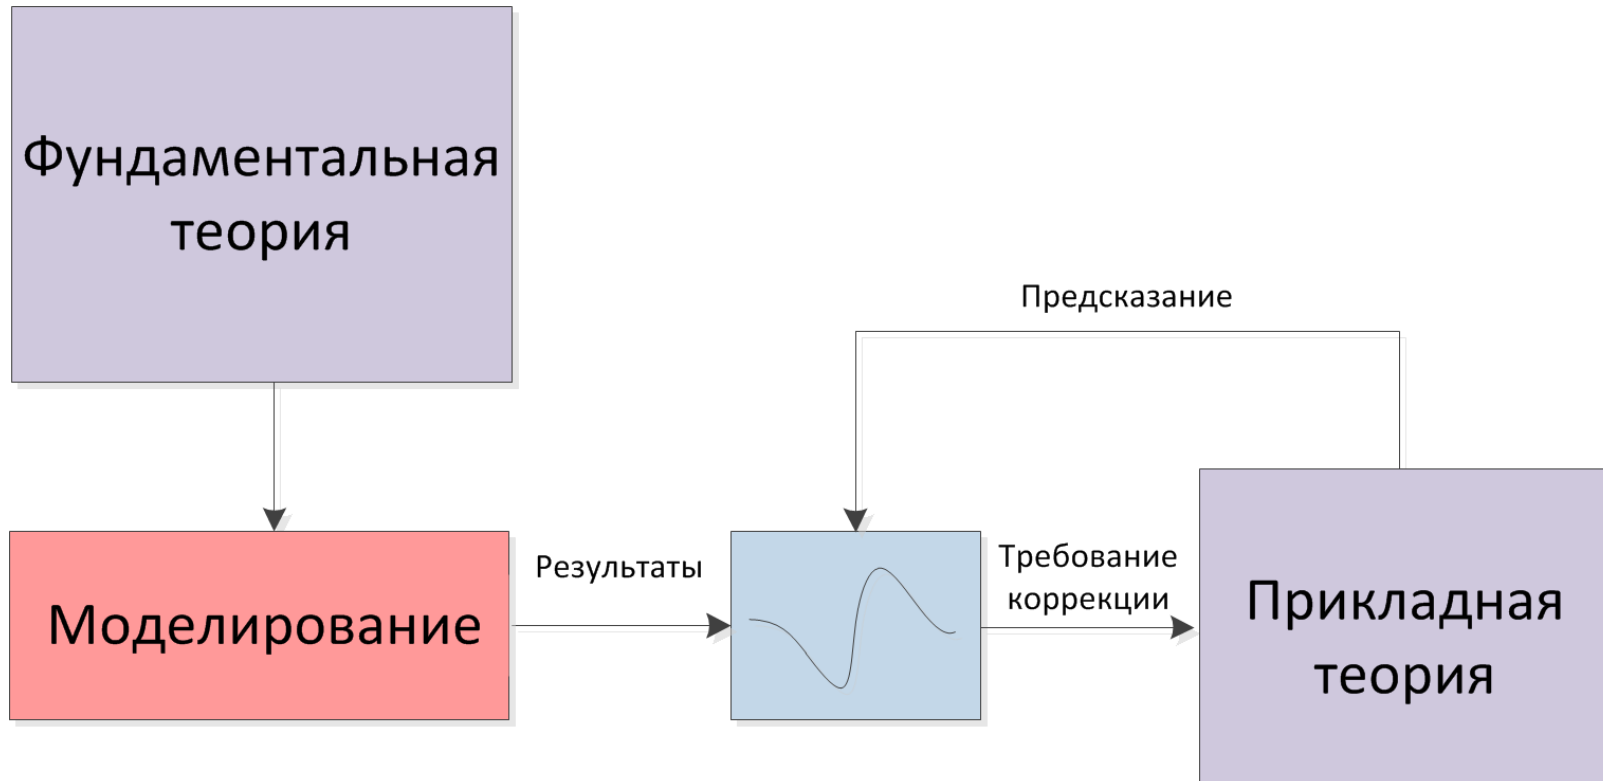 Фундаментальная
теория
Предсказание
Моделирование
Результаты
Требование
коррекции
Прикладная
теория